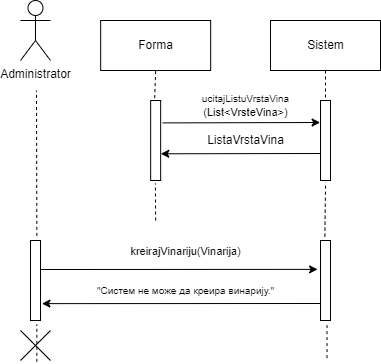 Forma
Sistem
Administrator
ucitajListuVrstaVina
(List<VrsteVina>)
ListaVrstaVina
kreirajVinariju(Vinarija)
"Систем не може да креира винарију."